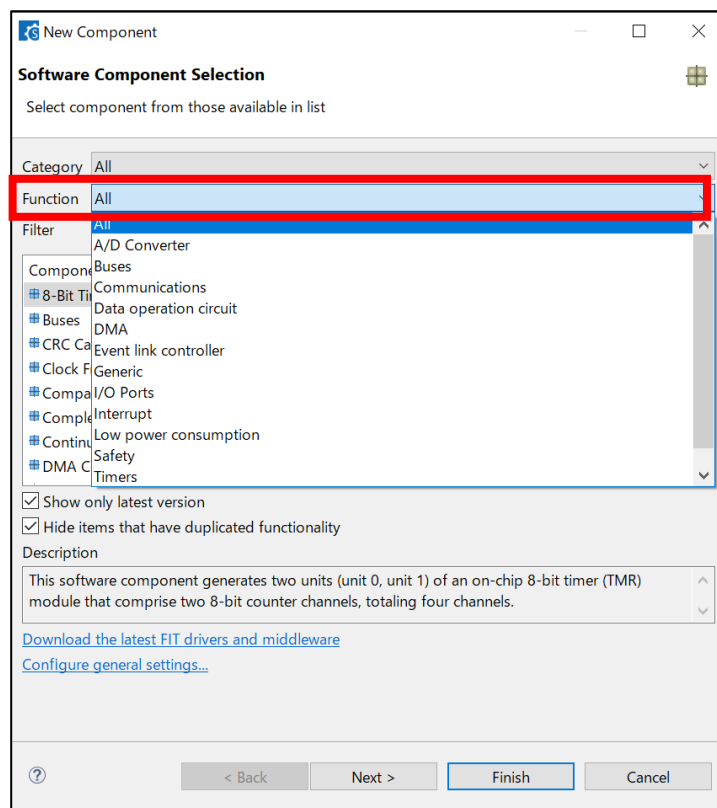 New Component
Software Component Selection
Select component from those available in list
Category All
Function All
Filter
All
A/D Converter
Buses
Communications
Data operation circuit
DMA
Event link controller
Generic
I/O Ports
Interrupt
Low power consumption
Safety
Timers
8-Bit
Buses
CRC
Clock
DMA
Show only latest version
Hide items that have duplicated functionality
Description
This software component generates two units (unit 0, unit 1) of an on-chip 8-bit timer (TMR)
module that comprise two 8-bit counter channels, totaling four channels.
Download the latest FIT drivers and middleware
Configure general settings...
< Back
Next >
Finish
Cancel